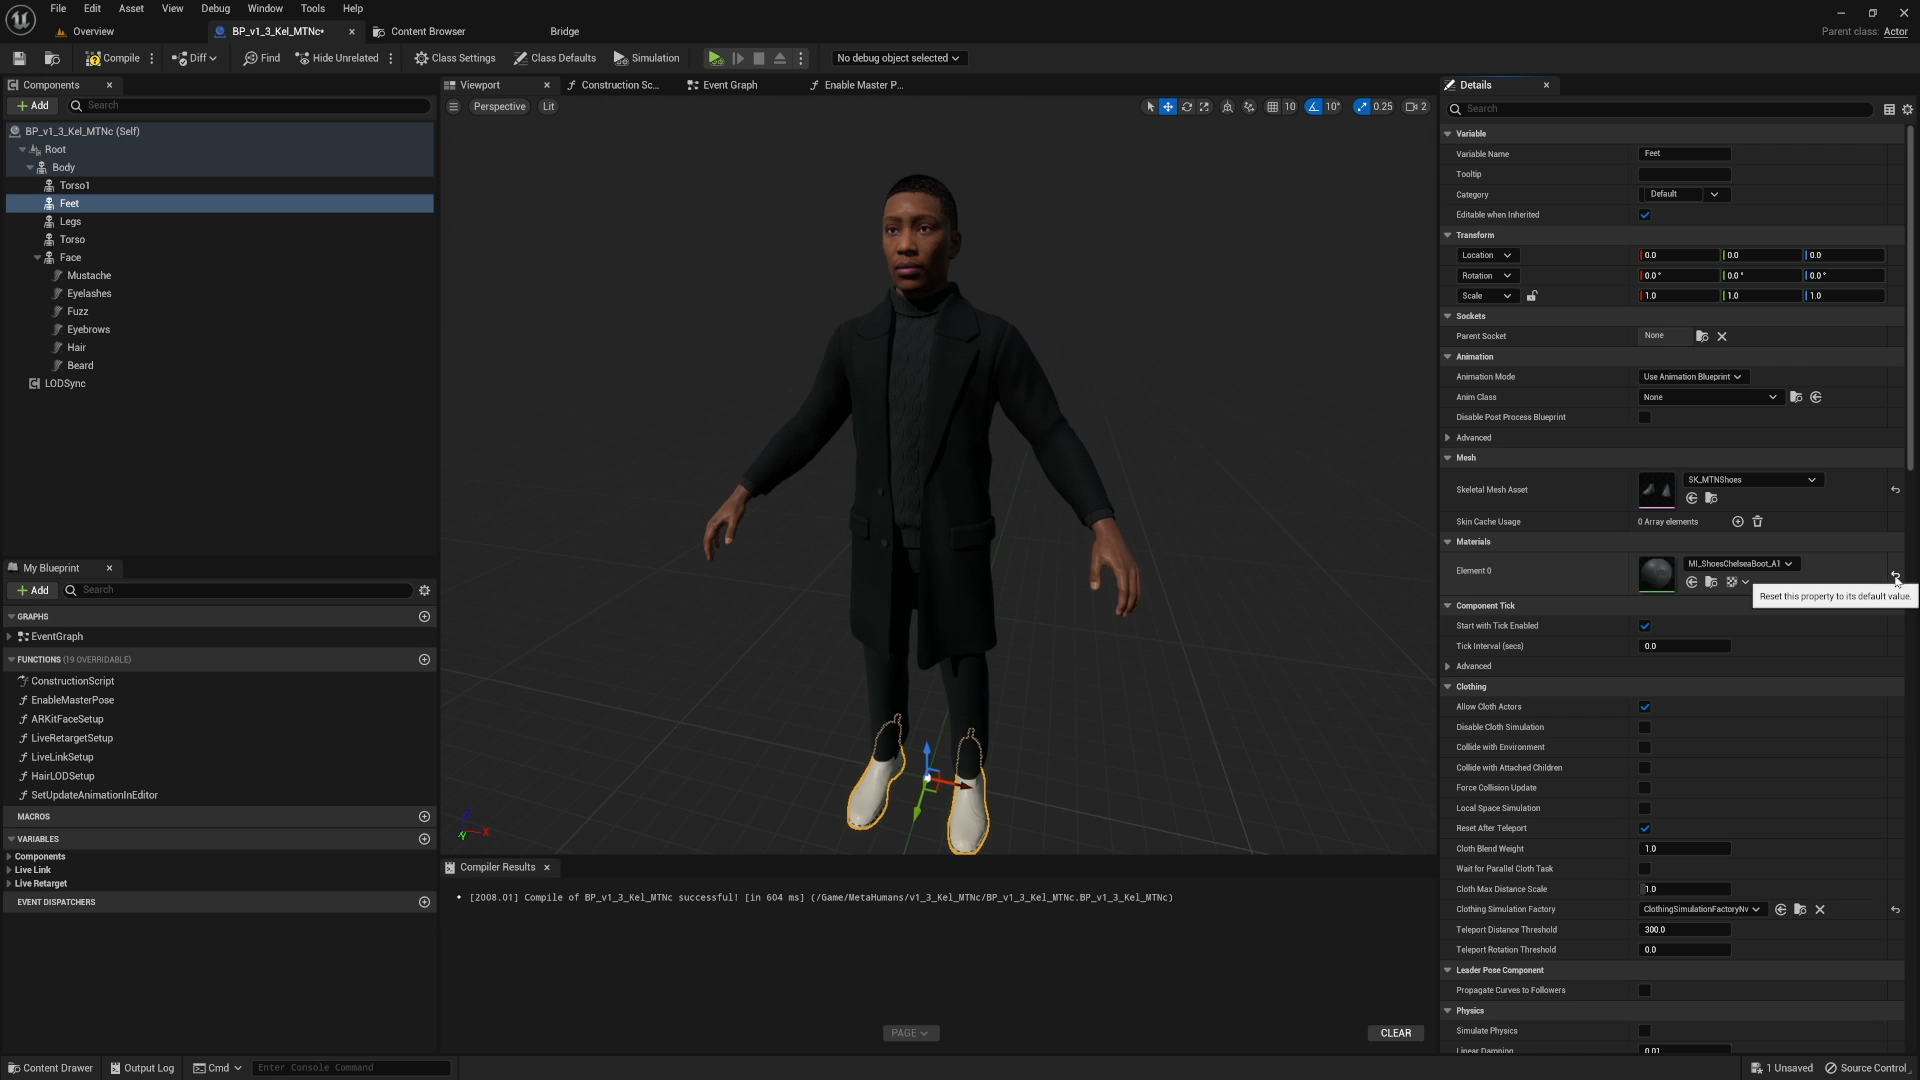 File Edit Asset View Debug Window Tools Help
Overview BP_v1_3_Kel_MTNc* Content Browser Bridge Parent class: Actor
Compile Diff Find Hide Unrelated Class Settings Class Defaults Simulation No debug object selected
Components
Add Search
BP_v1_3_Kel_MTNc (Self)
Root
Body
Torso1
Feet
Legs
Torso
Face
Mustache
Eyelashes
Fuzz
Eyebrows
Hair
Beard
LODSync
My Blueprint
Add Search
GRAPHS
EventGraph
FUNCTIONS (19 OVERRIDABLE)
ConstructionScript
EnableMasterPose
ARKitFaceSetup
LiveRetargetSetup
LiveLinkSetup
HairLODSetup
SetUpdateAnimationInEditor
MACROS
VARIABLES
Components
Live Link
Live Retarget
EVENT DISPATCHERS
Viewport Construction Sc... Event Graph Enable Master P...
Perspective Lit 10 10° 0.25 2
Z
X
Y
Compiler Results
• [2008.01] Compile of BP_v1_3_Kel_MTNc successful! [in 604 ms] (/Game/MetaHumans/v1_3_Kel_MTNc/BP_v1_3_Kel_MTNc.BP_v1_3_Kel_MTNc)
PAGE CLEAR
Details
Search
Variable
Variable Name Feet
Tooltip
Category Default
Editable when Inherited
Transform
Location 0.0 0.0 0.0
Rotation 0.0° 0.0° 0.0°
Scale 1.0 1.0 1.0
Sockets
Parent Socket None
Animation
Animation Mode Use Animation Blueprint
Anim Class None
Disable Post Process Blueprint
Advanced
Mesh
Skeletal Mesh Asset SK_MTNShoes
Skin Cache Usage 0 Array elements
Materials
Element 0 MI_ShoesChelseaBoot_A1
Reset this property to its default value.
Component Tick
Start with Tick Enabled
Tick Interval (secs) 0.0
Advanced
Clothing
Allow Cloth Actors
Disable Cloth Simulation
Collide with Environment
Collide with Attached Children
Force Collision Update
Local Space Simulation
Reset After Teleport
Cloth Blend Weight 1.0
Wait for Parallel Cloth Task
Cloth Max Distance Scale 1.0
Clothing Simulation Factory ClothingSimulationFactoryNv
Teleport Distance Threshold 300.0
Teleport Rotation Threshold 0.0
Leader Pose Component
Propagate Curves to Followers
Physics
Simulate Physics
Linear Damping 0.01
Content Drawer Output Log Cmd Enter Console Command 1 Unsaved Source Control